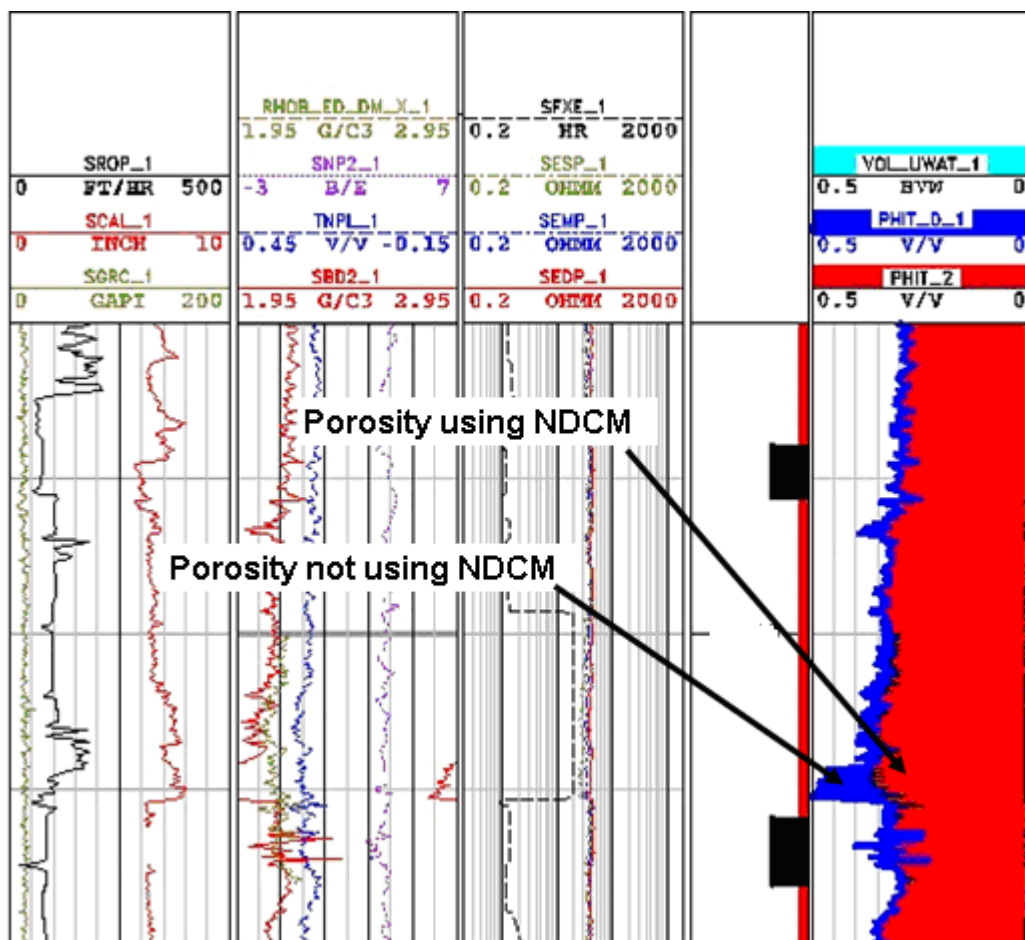 SROP_1
0 FT/HR 500
SCAL_1
0 INCH 10
SGRC_1
0 GAPI 200
RHOB_ED_DM_X_1
1.95 G/C3 2.95
SNP2_1
-3 B/E 7
TNPL_1
0.45 V/V -0.15
SBD2_1
1.95 G/C3 2.95
SFXE_1
0.2 HR 2000
SESP_1
0.2 OHMM 2000
SEMP_1
0.2 OHMM 2000
SEDP_1
0.2 OHMM 2000
VOL_UWAT_1
0.5 BVW 0
PHIT_D_1
0.5 V/V 0
PHIT_2
0.5 V/V 0
Porosity using NDCM
Porosity not using NDCM